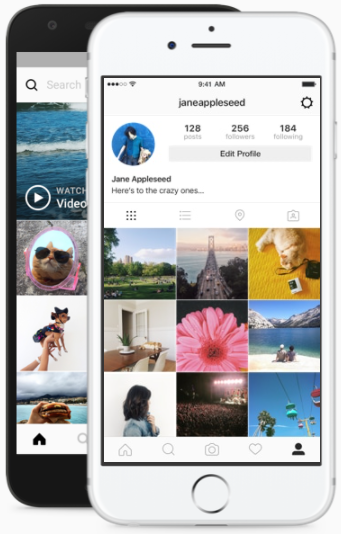 Search
WATCH
Video
9:41 AM
janeappleseed
128
posts
256
followers
184
following
Edit Profile
Jane Appleseed
Here's to the crazy ones...